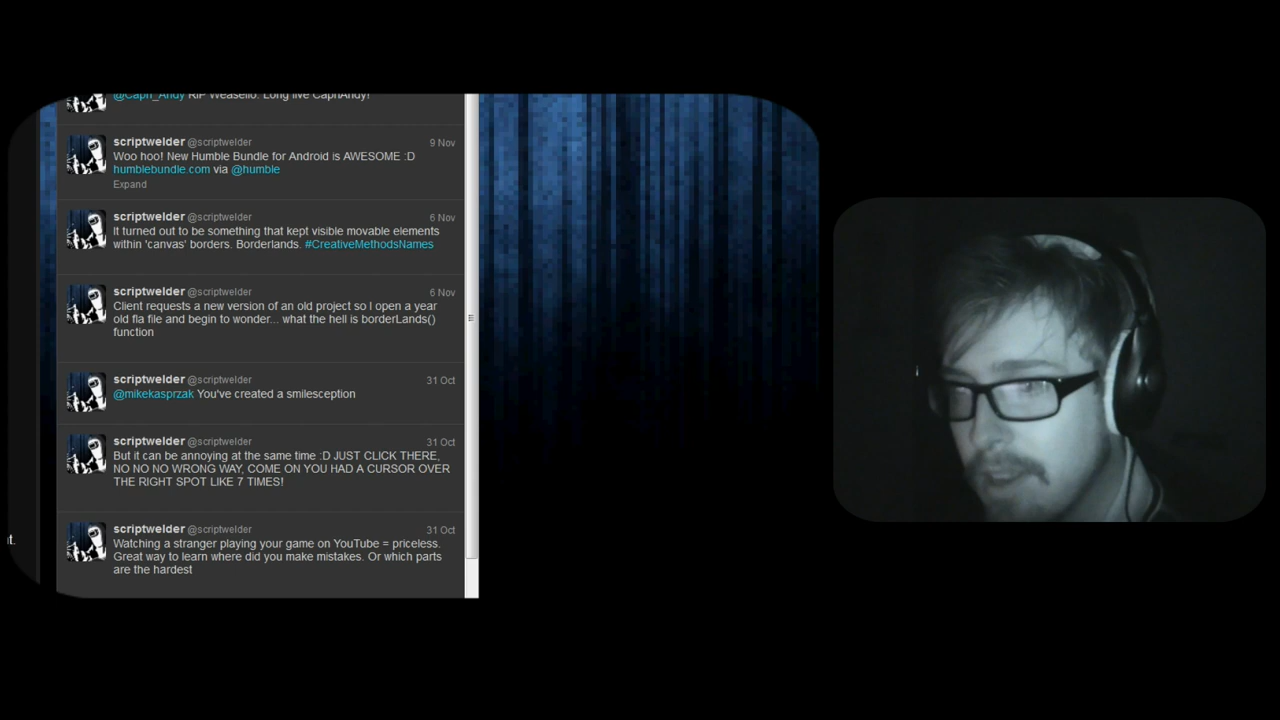 @Capn_Andy RIP Weasello. Long live CapnAndy!
scriptwelder @scriptwelder 9 Nov
Woo hoo! New Humble Bundle for Android is AWESOME :D
humblebundle.com via @humble
Expand
scriptwelder @scriptwelder 6 Nov
It turned out to be something that kept visible movable elements
within 'canvas' borders. Borderlands. #CreativeMethodsNames
scriptwelder @scriptwelder 6 Nov
Client requests a new version of an old project so I open a year
old fla file and begin to wonder... what the hell is borderLands()
function
scriptwelder @scriptwelder 31 Oct
@mikekasprzak You've created a smilesception
scriptwelder @scriptwelder 31 Oct
But it can be annoying at the same time :D JUST CLICK THERE,
NO NO NO WRONG WAY, COME ON YOU HAD A CURSOR OVER
THE RIGHT SPOT LIKE 7 TIMES!
scriptwelder @scriptwelder 31 Oct
t.
Watching a stranger playing your game on YouTube = priceless.
Great way to learn where did you make mistakes. Or which parts
are the hardest